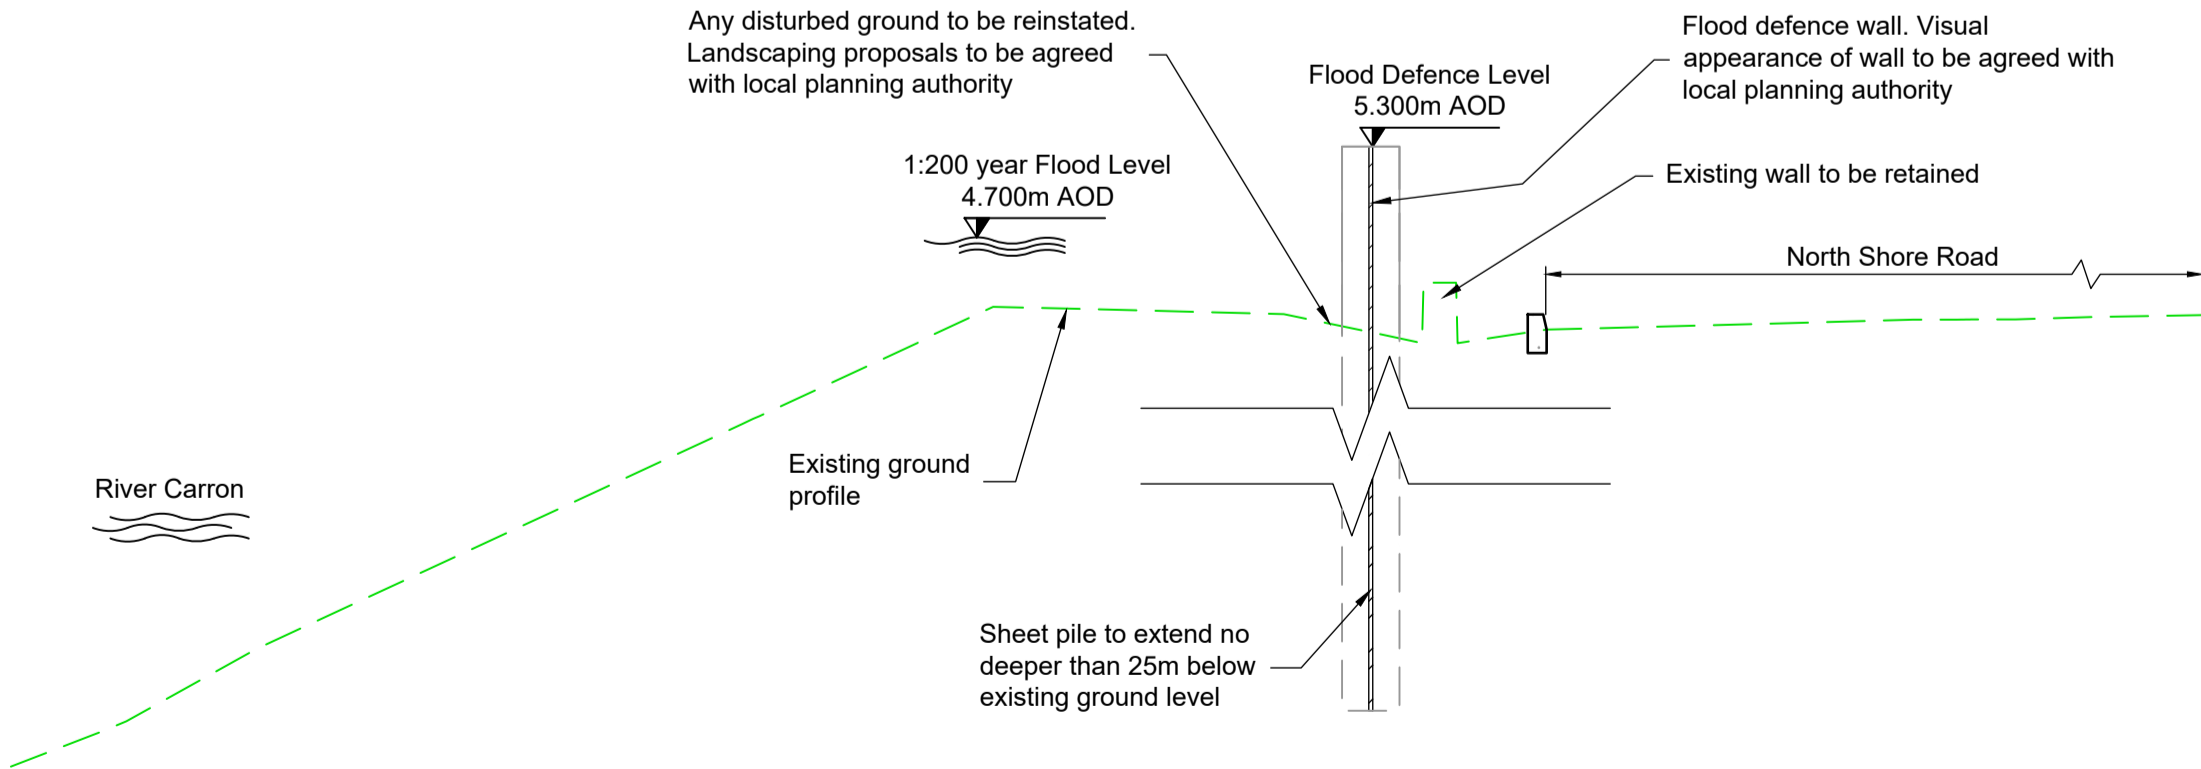 Any disturbed ground to be reinstated.
Landscaping proposals to be agreed
with local planning authority
Flood Defence Level
5.300m AOD
Flood defence wall. Visual
appearance of wall to be agreed with
local planning authority
1:200 year Flood Level
4.700m AOD
Existing wall to be retained
North Shore Road
Existing ground
profile
River Carron
Sheet pile to extend no
deeper than 25m below
existing ground level